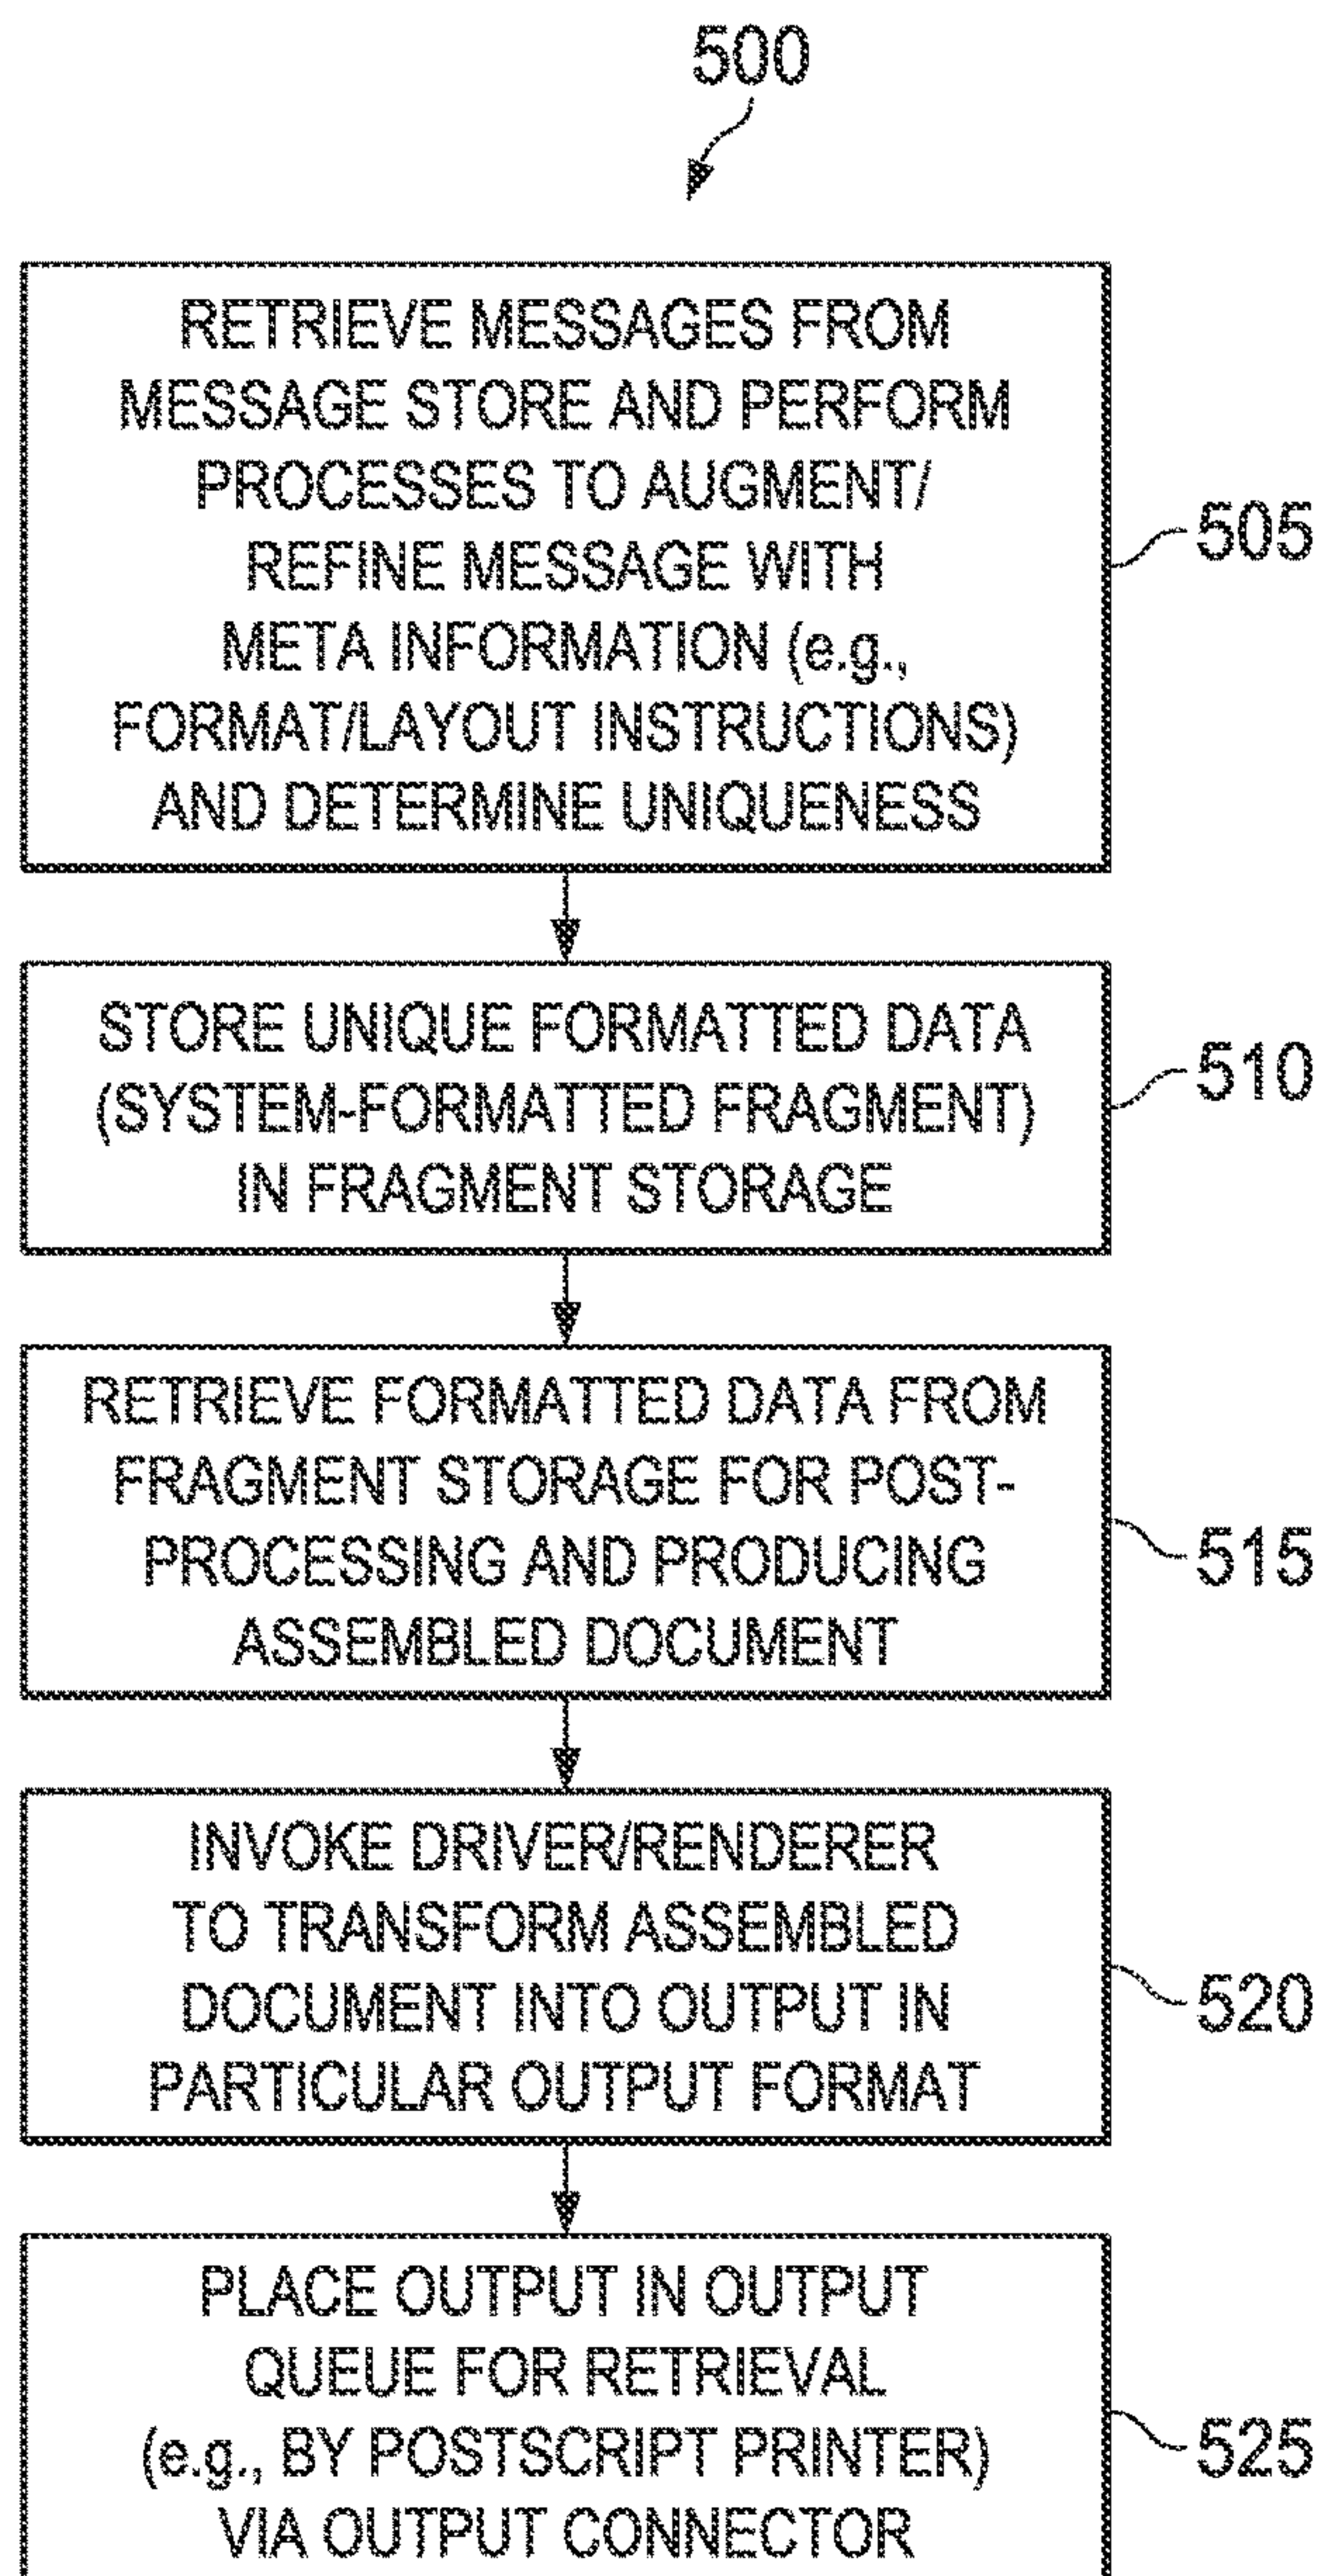 500
RETRIEVE MESSAGES FROM
MESSAGE STORE AND PERFORM
PROCESSES TO AUGMENT/
REFINE MESSAGE WITH
META INFORMATION (e.g.,
FORMAT/LAYOUT INSTRUCTIONS)
AND DETERMINE UNIQUENESS
505
STORE UNIQUE FORMATTED DATA
(SYSTEM-FORMATTED FRAGMENT)
IN FRAGMENT STORAGE
510
RETRIEVE FORMATTED DATA FROM
FRAGMENT STORAGE FOR POST-
PROCESSING AND PRODUCING
ASSEMBLED DOCUMENT
515
INVOKE DRIVER/RENDERER
TO TRANSFORM ASSEMBLED
DOCUMENT INTO OUTPUT IN
PARTICULAR OUTPUT FORMAT
520
PLACE OUTPUT IN OUTPUT
QUEUE FOR RETRIEVAL
(e.g., BY POSTSCRIPT PRINTER)
VIA OUTPUT CONNECTOR
525